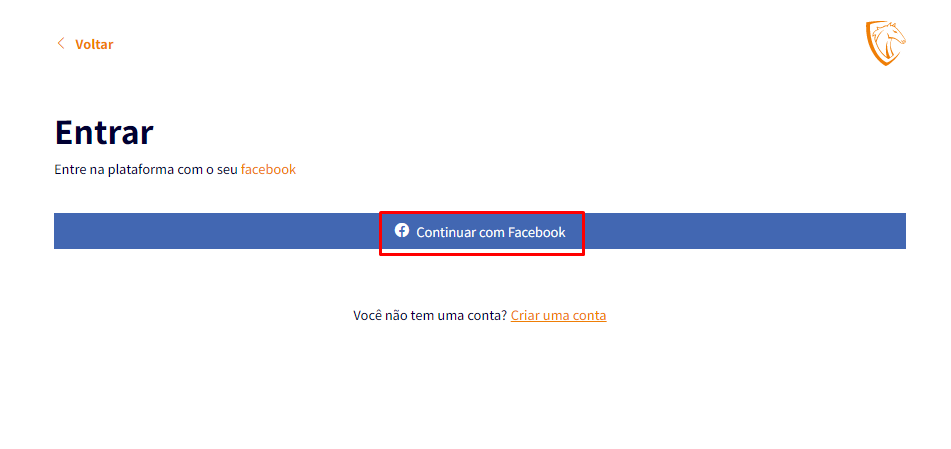 Voltar
Entrar
Entre na plataforma com o seu facebook
Continuar com Facebook
Você não tem uma conta? Criar uma conta